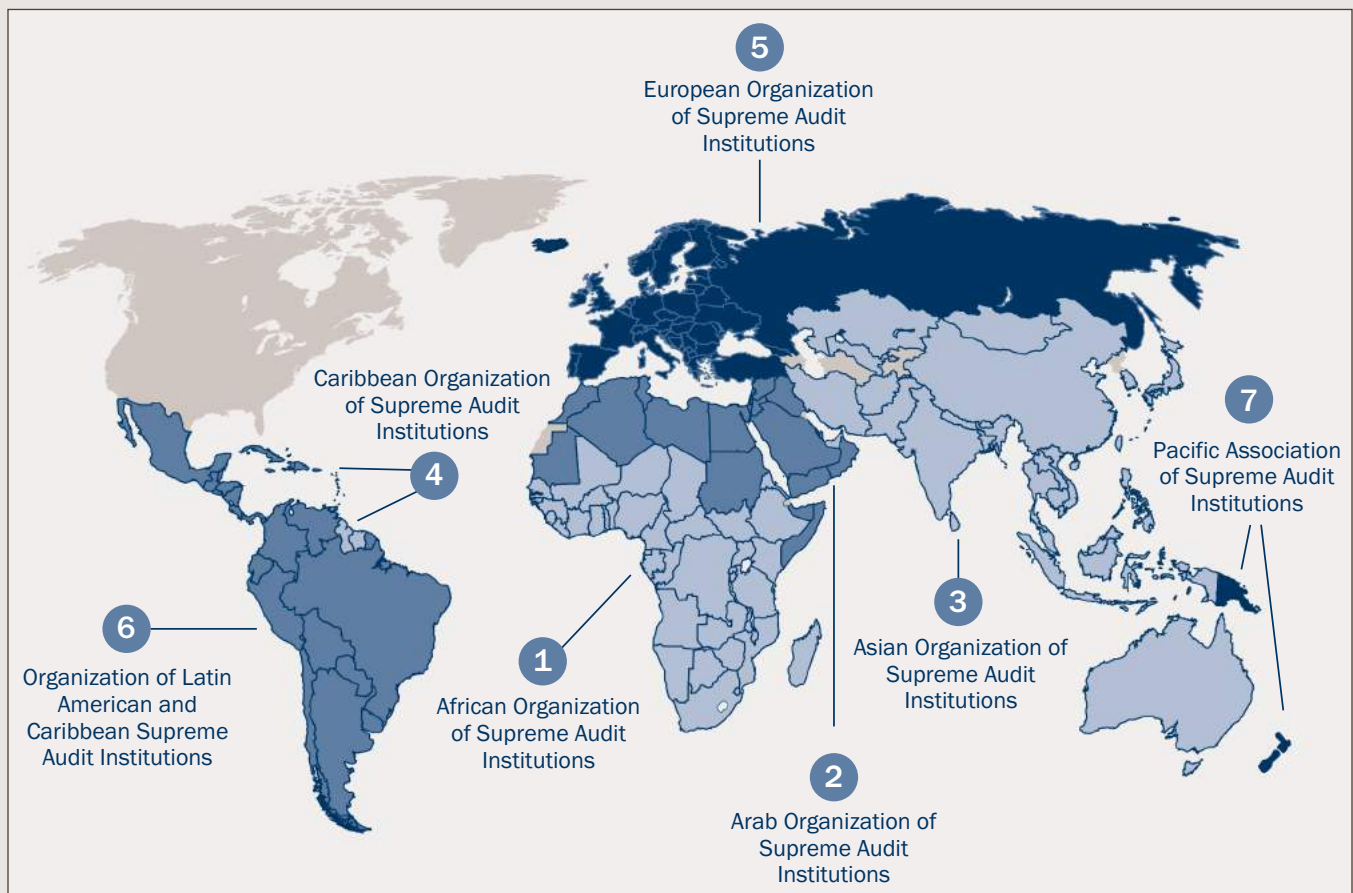 5
European Organization
of Supreme Audit
Institutions
Caribbean Organization
of Supreme Audit
Institutions
4
7
Pacific Association
of Supreme Audit
Institutions
6
Organization of Latin
American and
Caribbean Supreme
Audit Institutions
1
African Organization
of Supreme Audit
Institutions
3
Asian Organization of
Supreme Audit
Institutions
2
Arab Organization of
Supreme Audit
Institutions